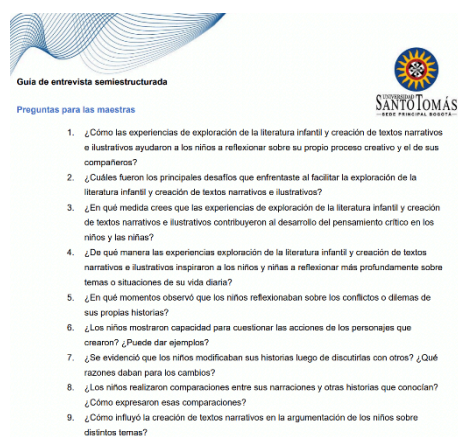 Guía de entrevista semiestructurada
UNIVERSIDAD
SANTO TOMÁS
SEDE PRINCIPAL BOGOTÁ
Preguntas para las maestras
1. ¿Cómo las experiencias de exploración de la literatura infantil y creación de textos narrativos
e ilustrativos ayudaron a los niños a reflexionar sobre su propio proceso creativo y el de sus
compañeros?
2. ¿Cuáles fueron los principales desafíos que enfrentaste al facilitar la exploración de la
literatura infantil y creación de textos narrativos e ilustrativos?
3. ¿En qué medida crees que las experiencias de exploración de la literatura infantil y creación
de textos narrativos e ilustrativos contribuyeron al desarrollo del pensamiento crítico en los
niños y las niñas?
4. ¿De qué manera las experiencias exploración de la literatura infantil y creación de textos
narrativos e ilustrativos inspiraron a los niños y niñas a reflexionar más profundamente sobre
temas o situaciones de su vida diaria?
5. ¿En qué momentos observó que los niños reflexionaban sobre los conflictos o dilemas de
sus propias historias?
6. ¿Los niños mostraron capacidad para cuestionar las acciones de los personajes que
crearon? ¿Puede dar ejemplos?
7. ¿Se evidenció que los niños modificaban sus historias luego de discutirlas con otros? ¿Qué
razones daban para los cambios?
8. ¿Los niños realizaron comparaciones entre sus narraciones y otras historias que conocían?
¿Cómo expresaron esas comparaciones?
9. ¿Cómo influyó la creación de textos narrativos en la argumentación de los niños sobre
distintos temas?